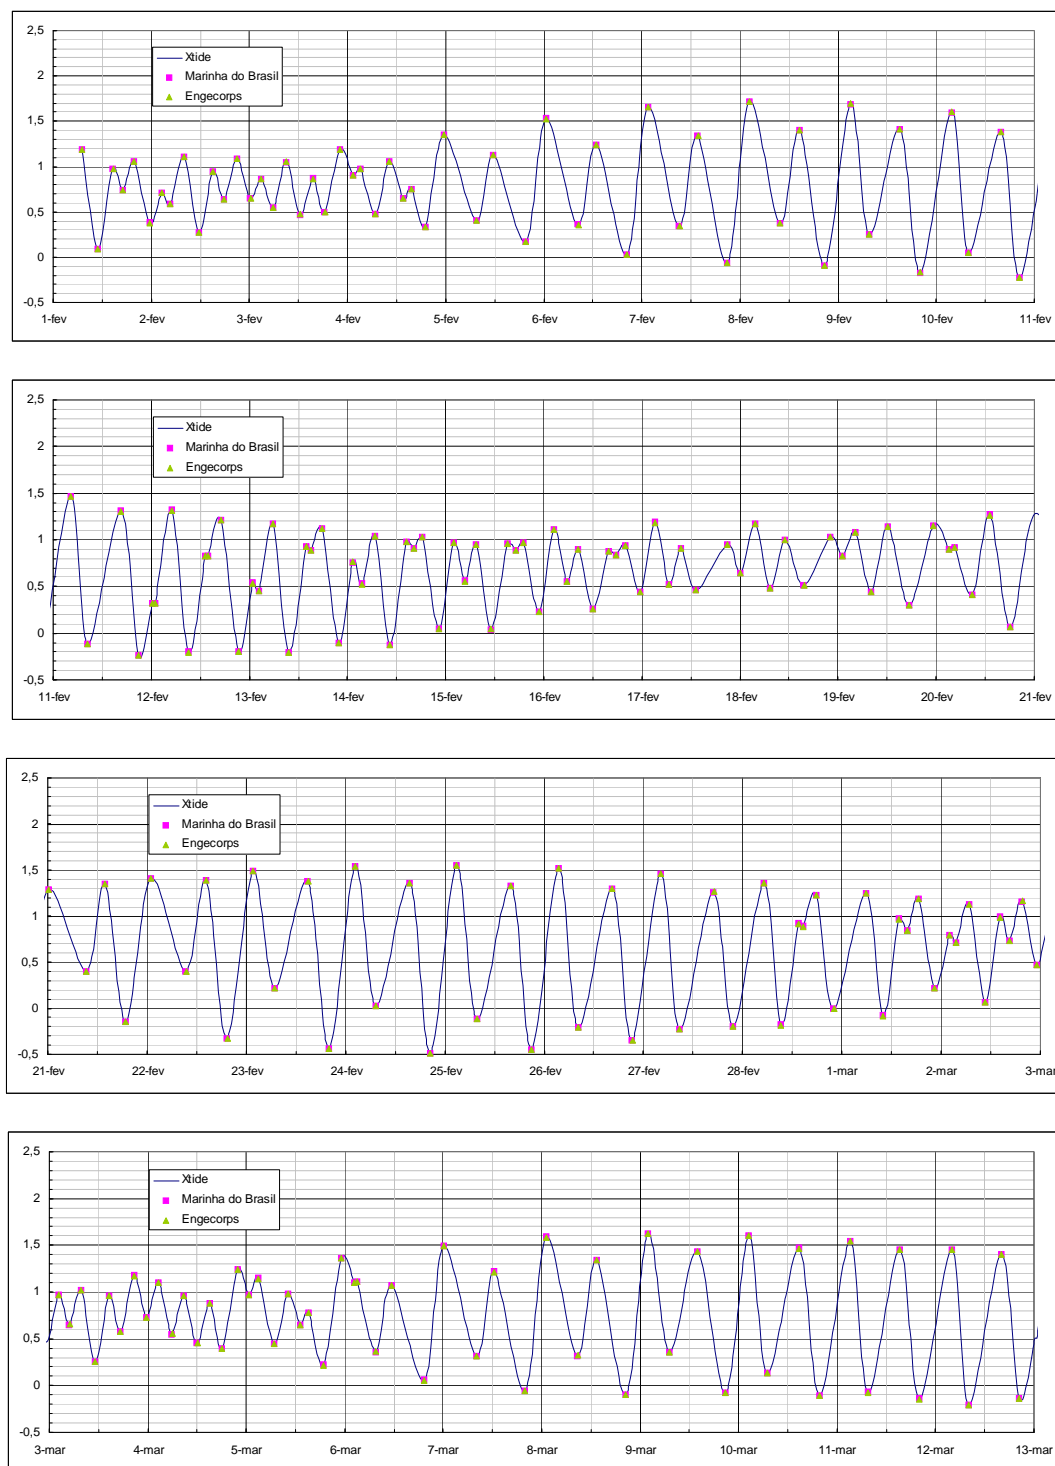 2,5
Xtide
2
Marinha do Brasil
Engecorps
1,5
1
0,5
0
-0,5
1-fev 2-fev 3-fev 4-fev 5-fev 6-fev 7-fev 8-fev 9-fev 10-fev 11-fev
2,5
Xtide
2
Marinha do Brasil
Engecorps
1,5
1
0,5
0
-0,5
11-fev 12-fev 13-fev 14-fev 15-fev 16-fev 17-fev 18-fev 19-fev 20-fev 21-fev
2,5
Xtide
2
Marinha do Brasil
Engecorps
1,5
1
0,5
0
-0,5
21-fev 22-fev 23-fev 24-fev 25-fev 26-fev 27-fev 28-fev 1-mar 2-mar 3-mar
2,5
Xtide
2
Marinha do Brasil
Engecorps
1,5
1
0,5
0
-0,5
3-mar 4-mar 5-mar 6-mar 7-mar 8-mar 9-mar 10-mar 11-mar 12-mar 13-mar